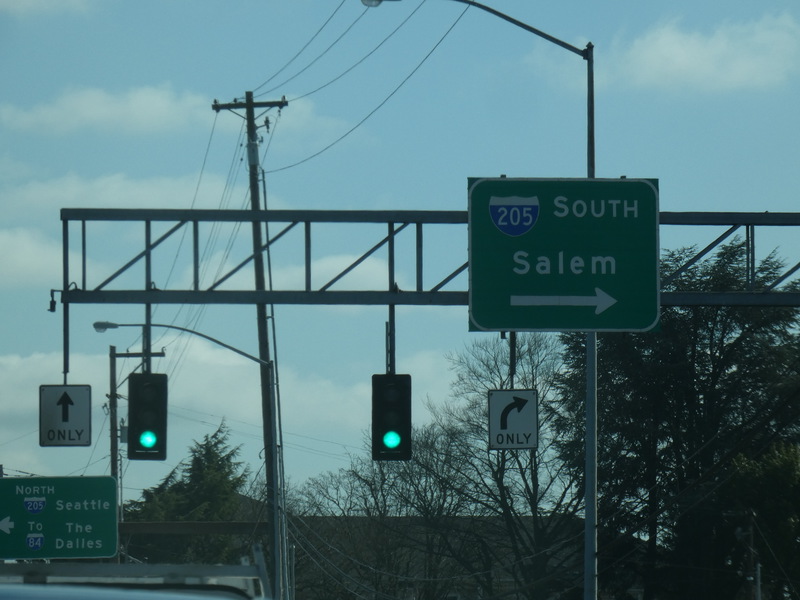 205 SOUTH
Salem
ONLY
ONLY
NORTH
205 Seattle
To The
84 Dalles